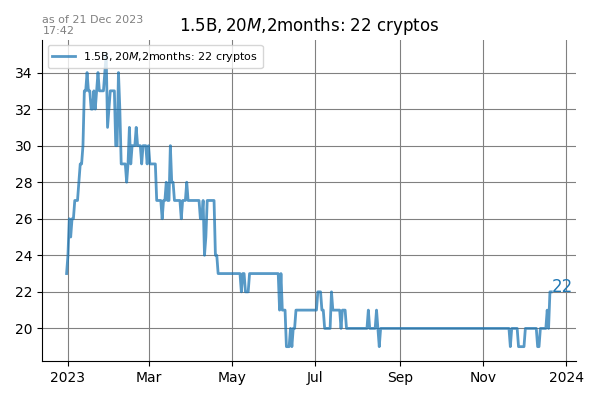 as of 21 Dec 2023
17:42
1.5B, 20M,2months: 22 cryptos
1.5B, 20M,2months: 22 cryptos
34
32
30
28
26
24
22
20
22
2023
Mar
May
Jul
Sep
Nov
2024